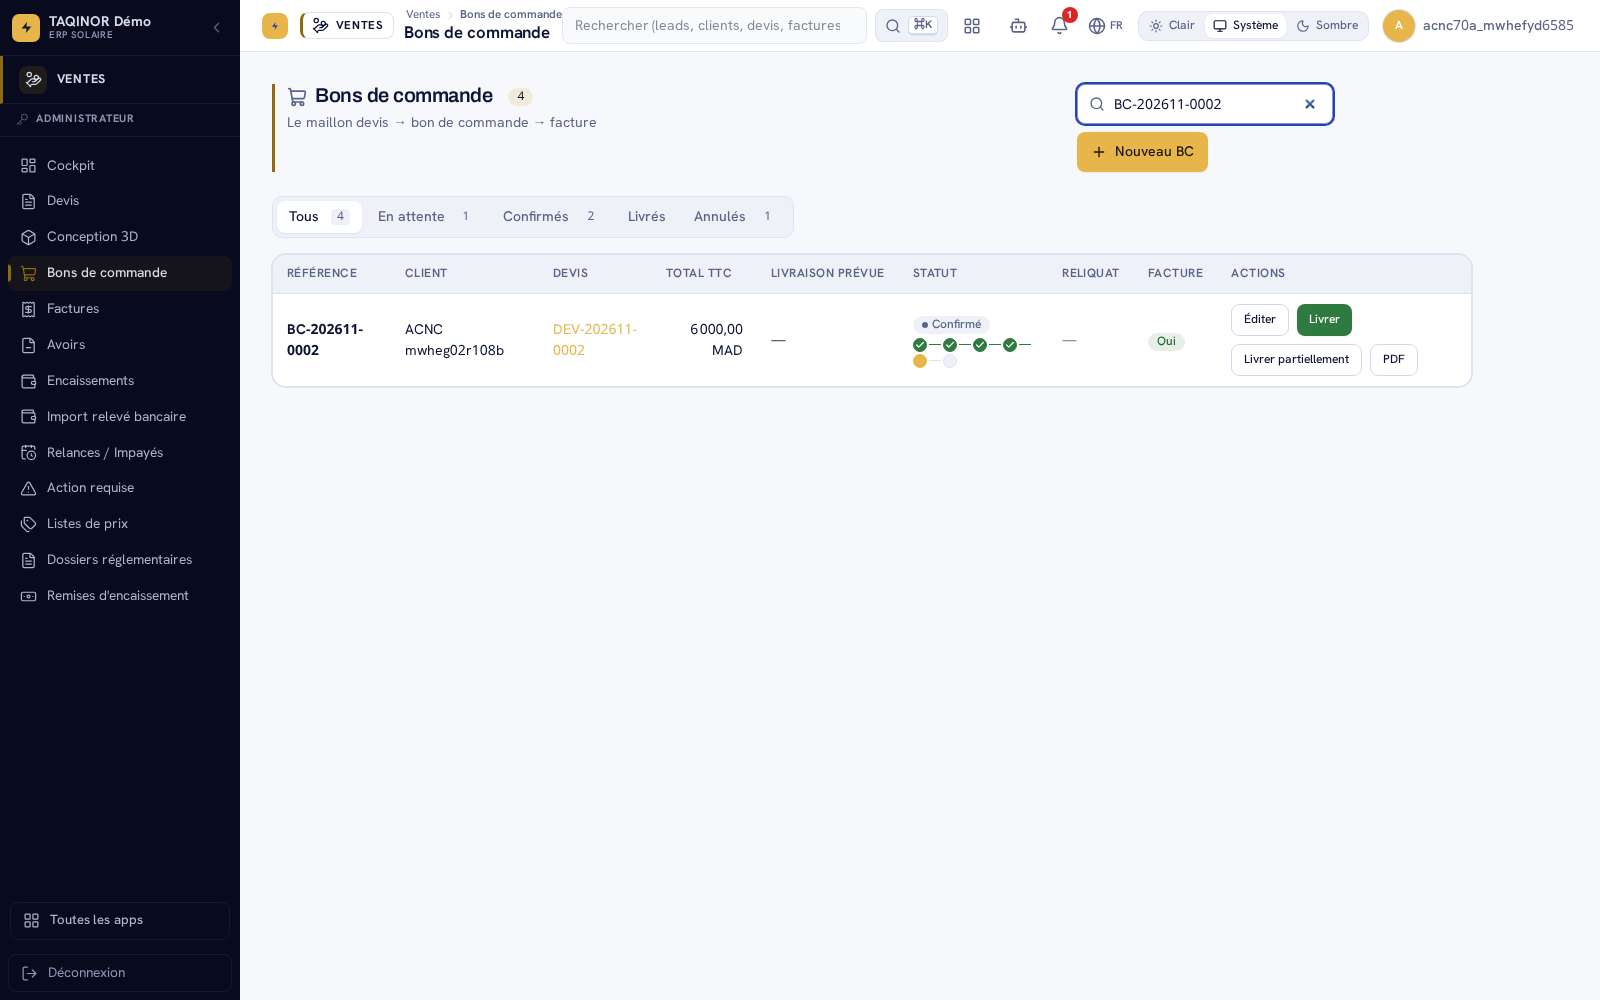 TAQINOR Démo
ERP SOLAIRE
VENTES
ADMINISTRATEUR
Cockpit
Devis
Conception 3D
Bons de commande
Factures
Avoirs
Encaissements
Import relevé bancaire
Relances / Impayés
Action requise
Listes de prix
Dossiers réglementaires
Remises d'encaissement
Toutes les apps
Déconnexion
VENTES
Ventes > Bons de commande
Bons de commande
Rechercher (leads, clients, devis, factures
⌘K
1
FR
Clair
Système
Sombre
A
acnc70a_mwhefyd6585
Bons de commande 4
Le maillon devis → bon de commande → facture
BC-202611-0002
Nouveau BC
Tous 4
En attente 1
Confirmés 2
Livrés
Annulés 1
RÉFÉRENCE CLIENT DEVIS TOTAL TTC LIVRAISON PRÉVUE STATUT RELIQUAT FACTURE ACTIONS
BC-202611-
0002
ACNC
mwheg02r108b
DEV-202611-
0002
6 000,00
MAD
—
Confirmé
—
Oui
Éditer
Livrer
Livrer partiellement
PDF